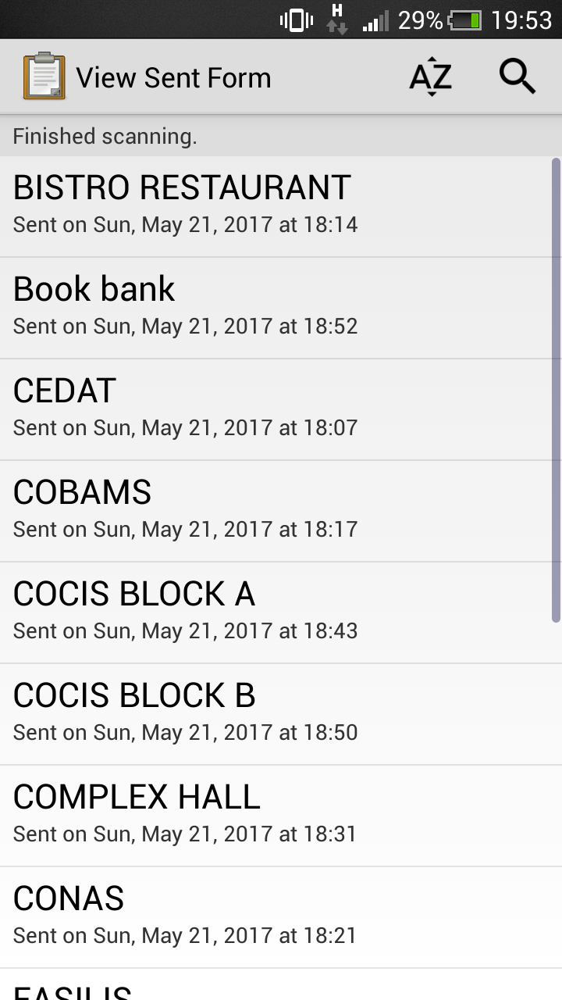 H
29%
19:53
View Sent Form
AZ
Finished scanning.
BISTRO RESTAURANT
Sent on Sun, May 21, 2017 at 18:14
Book bank
Sent on Sun, May 21, 2017 at 18:52
CEDAT
Sent on Sun, May 21, 2017 at 18:07
COBAMS
Sent on Sun, May 21, 2017 at 18:17
COCIS BLOCK A
Sent on Sun, May 21, 2017 at 18:43
COCIS BLOCK B
Sent on Sun, May 21, 2017 at 18:50
COMPLEX HALL
Sent on Sun, May 21, 2017 at 18:31
CONAS
Sent on Sun, May 21, 2017 at 18:21